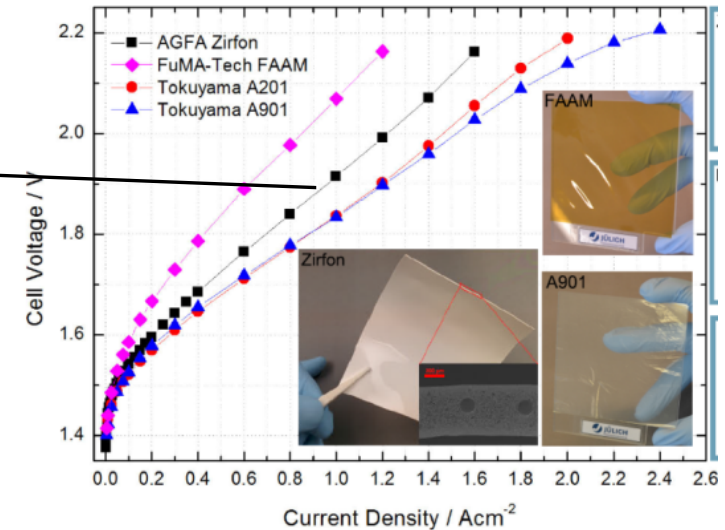 2.2
2.0
1.8
1.6
1.4
Cell Voltage / V
AGFA Zirfon
FuMA-Tech FAAM
Tokuyama A201
Tokuyama A901
FAAM
JÜLICH
Zirfon
A901
JÜLICH
0.0 0.2 0.4 0.6 0.8 1.0 1.2 1.4 1.6 1.8 2.0 2.2 2.4 2.6
Current Density / Acm⁻²